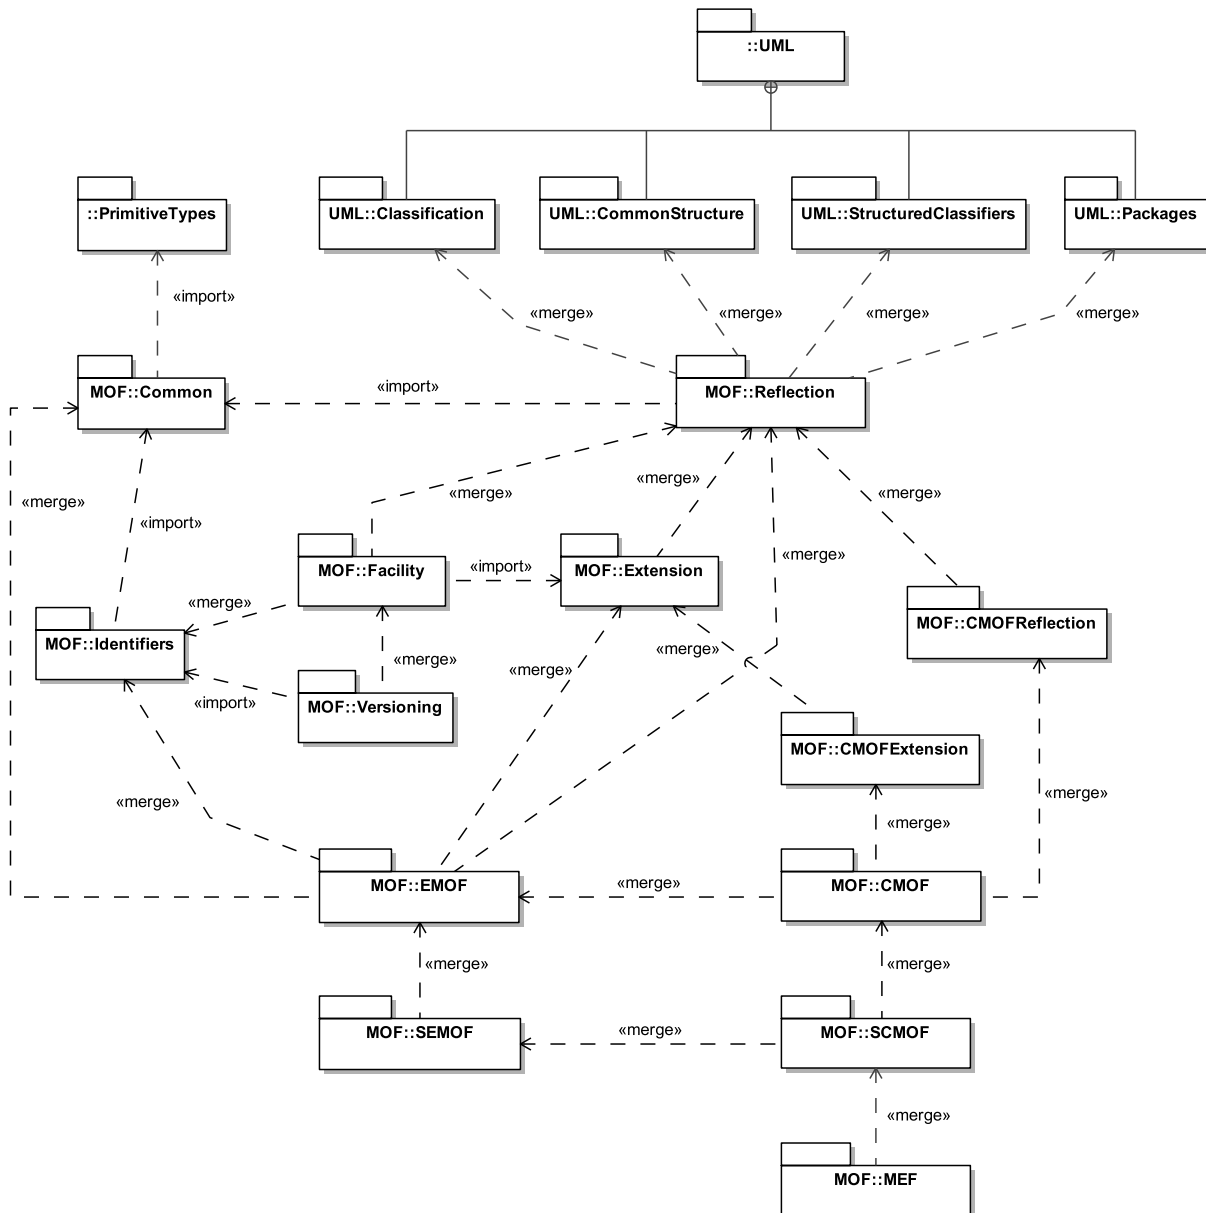 ::UML
::PrimitiveTypes
UML::Classification
UML::CommonStructure
UML::StructuredClassifiers
UML::Packages
«import»
«merge»
«merge»
«merge»
«merge»
MOF::Common
«import»
MOF::Reflection
«merge»
«import»
«merge»
«merge»
«merge»
«merge»
MOF::Facility
«import»
MOF::Extension
«merge»
MOF::Identifiers
MOF::CMOFReflection
«import»
«merge»
MOF::Versioning
«merge»
«merge»
MOF::CMOFExtension
«merge»
«merge»
«merge»
MOF::EMOF
«merge»
MOF::CMOF
«merge»
«merge»
MOF::SEMOF
«merge»
MOF::SCMOF
«merge»
MOF::MEF